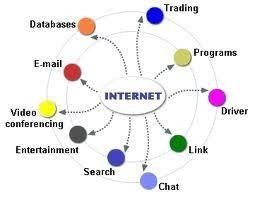 Trading
Databases
Programs
E-mail
INTERNET
Driver
Video
conferencing
Entertainment
Link
Search
Chat